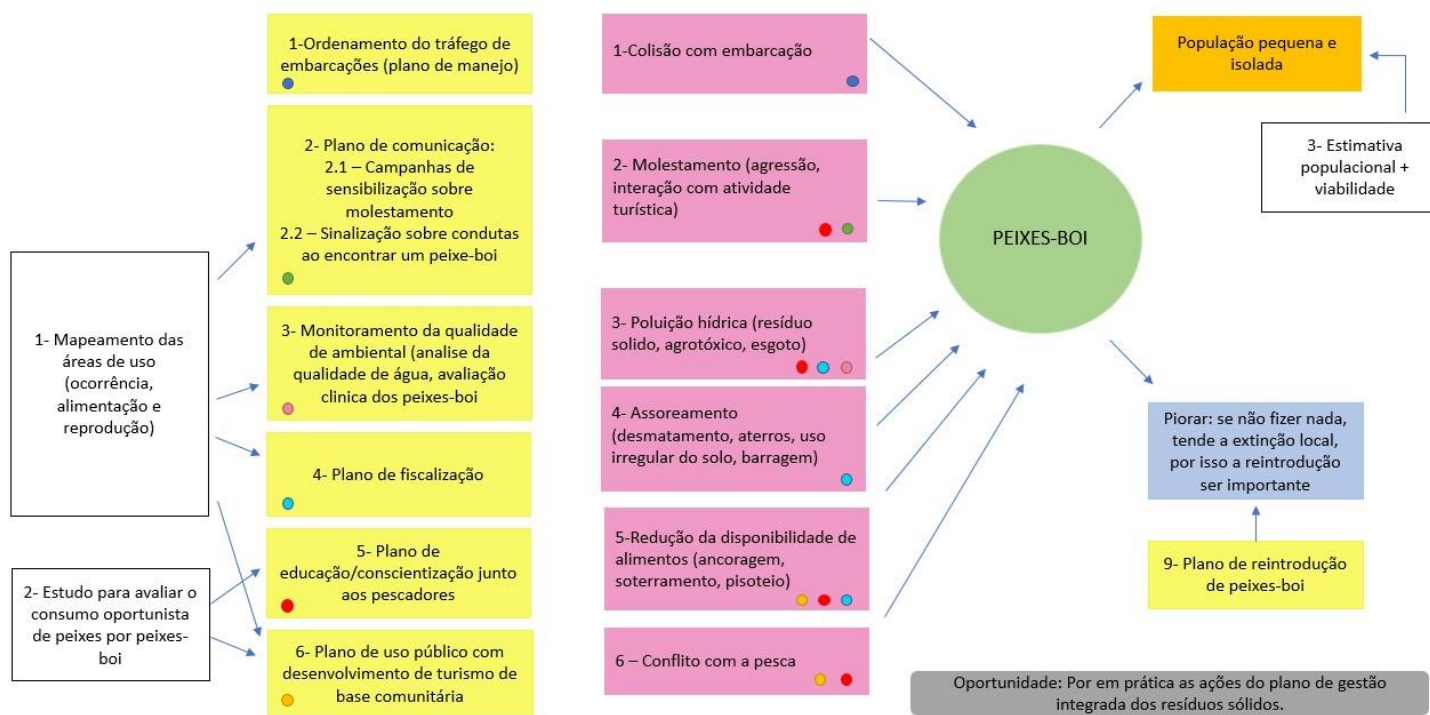 1-Ordenamento do tráfego de
embarcações (plano de manejo)
2- Plano de comunicação:
2.1 – Campanhas de
sensibilização sobre
molestamento
2.2 – Sinalização sobre condutas
ao encontrar um peixe-boi
1- Mapeamento das
áreas de uso
(ocorrência,
alimentação e
reprodução)
3- Monitoramento da qualidade
de ambiental (analise da
qualidade de água, avaliação
clinica dos peixes-boi
4- Plano de fiscalização
2- Estudo para avaliar o
consumo oportunista
de peixes por peixes-
boi
5- Plano de
educação/conscientização junto
aos pescadores
6- Plano de uso público com
desenvolvimento de turismo de
base comunitária
1-Colisão com embarcação
2- Molestamento (agressão,
interação com atividade
turística)
3- Poluição hídrica (resíduo
solido, agrotóxico, esgoto)
4- Assoreamento
(desmatamento, aterros, uso
irregular do solo, barragem)
5-Redução da disponibilidade de
alimentos (ancoragem,
soterramento, pisoteio)
6 – Conflito com a pesca
PEIXES-BOI
População pequena e
isolada
3- Estimativa
populacional +
viabilidade
Piorar: se não fizer nada,
tende a extinção local,
por isso a reintrodução
ser importante
9- Plano de reintrodução
de peixes-boi
Oportunidade: Por em prática as ações do plano de gestão
integrada dos resíduos sólidos.